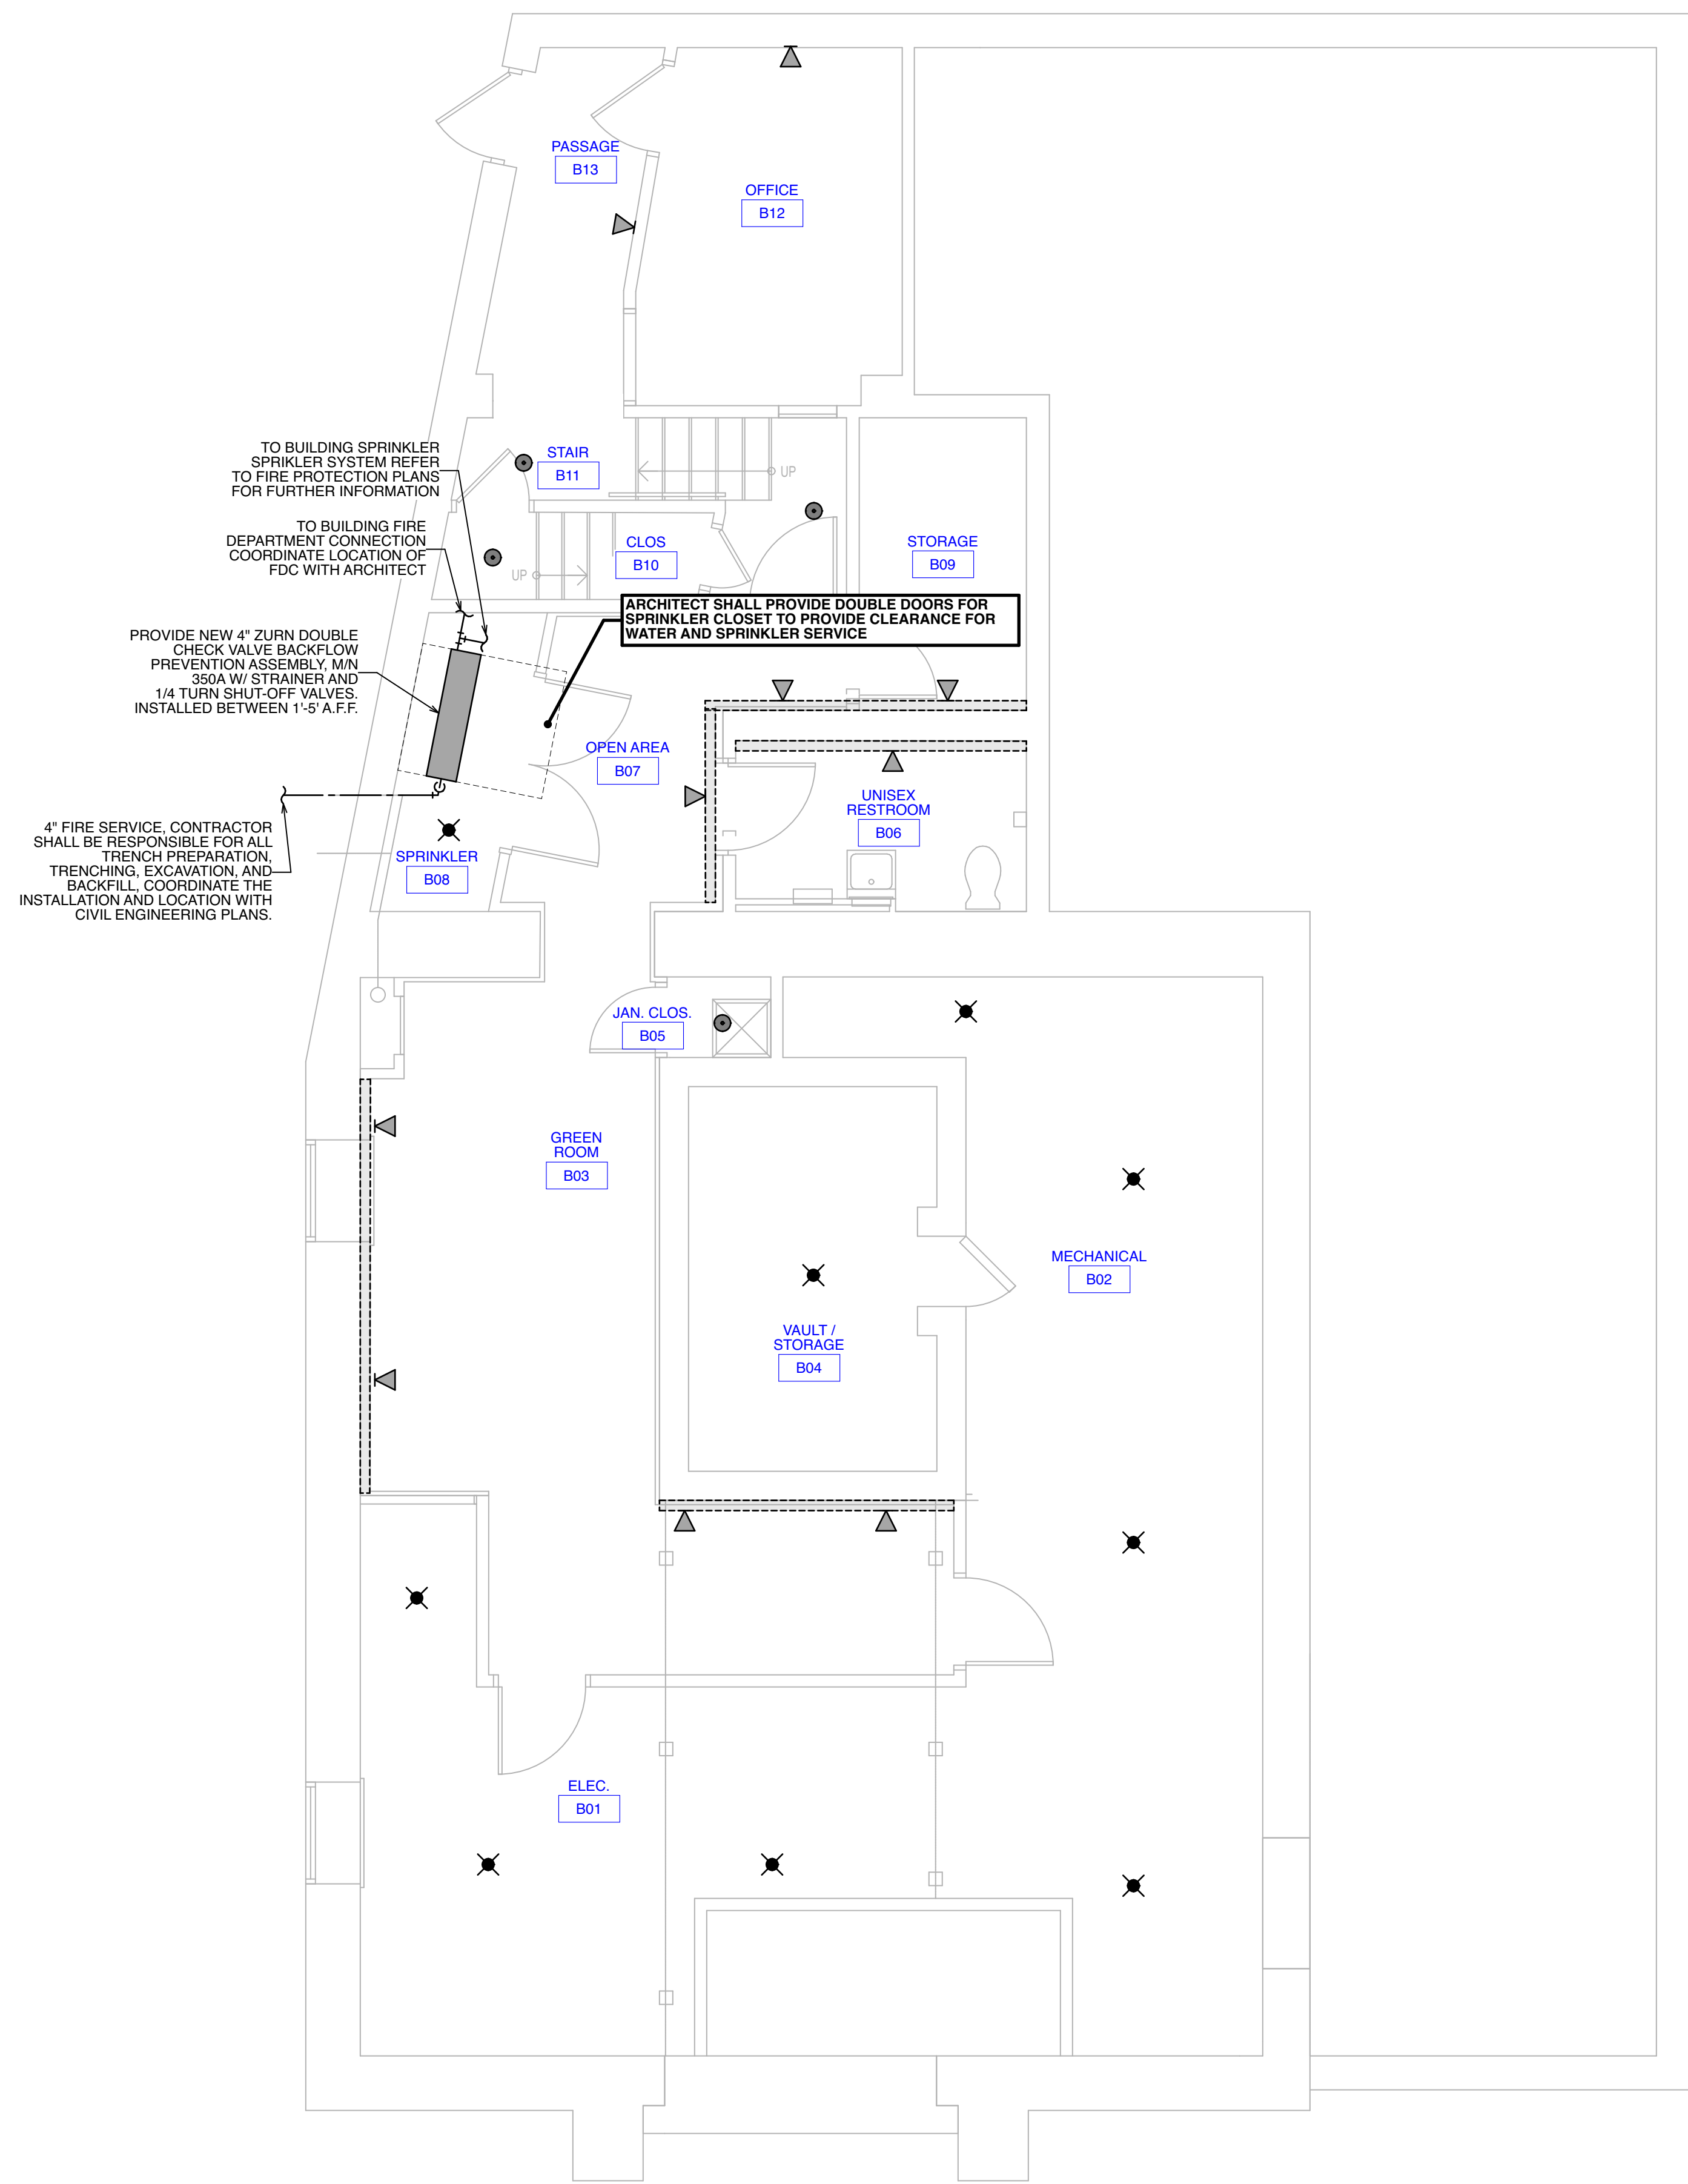 PASSAGE
B13
OFFICE
B12
TO BUILDING SPRINKLER
SPRIKLER SYSTEM REFER
TO FIRE PROTECTION PLANS
FOR FURTHER INFORMATION
STAIR
B11
UP
TO BUILDING FIRE
DEPARTMENT CONNECTION
COORDINATE LOCATION OF
FDC WITH ARCHITECT
CLOS
B10
UP
STORAGE
B09
ARCHITECT SHALL PROVIDE DOUBLE DOORS FOR
SPRINKLER CLOSET TO PROVIDE CLEARANCE FOR
WATER AND SPRINKLER SERVICE
PROVIDE NEW 4" ZURN DOUBLE
CHECK VALVE BACKFLOW
PREVENTION ASSEMBLY, M/N
350A W/ STRAINER AND
1/4 TURN SHUT-OFF VALVES.
INSTALLED BETWEEN 1'-5' A.F.F.
OPEN AREA
B07
UNISEX
RESTROOM
B06
4" FIRE SERVICE, CONTRACTOR
SHALL BE RESPONSIBLE FOR ALL
TRENCH PREPARATION,
TRENCHING, EXCAVATION, AND
BACKFILL, COORDINATE THE
INSTALLATION AND LOCATION WITH
CIVIL ENGINEERING PLANS.
SPRINKLER
B08
JAN. CLOS.
B05
GREEN
ROOM
B03
MECHANICAL
B02
VAULT /
STORAGE
B04
ELEC.
B01